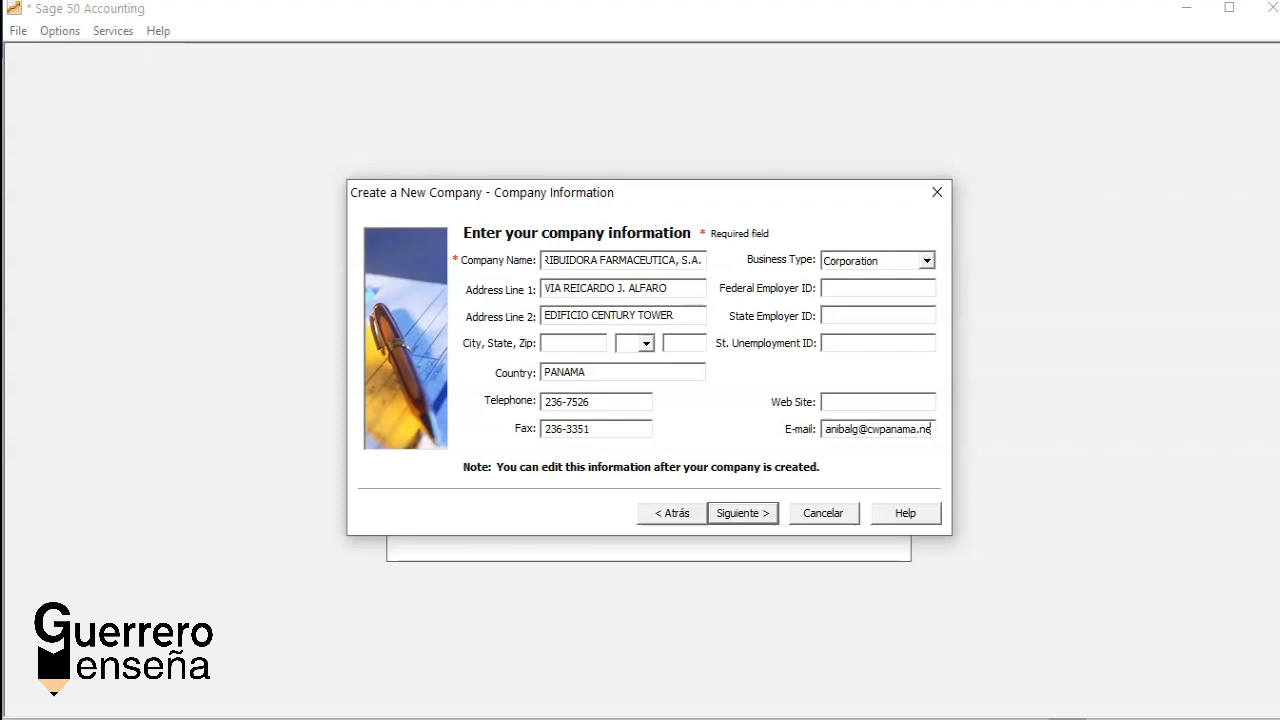 * Sage 50 Accounting
File Options Services Help
Create a New Company - Company Information
Enter your company information * Required field
* Company Name: RIBUIDORA FARMACEUTICA, S.A. Business Type: Corporation
Address Line 1: VIA REICARDO J. ALFARO Federal Employer ID:
Address Line 2: EDIFICIO CENTURY TOWER State Employer ID:
City, State, Zip: St. Unemployment ID:
Country: PANAMA
Telephone: 236-7526 Web Site:
Fax: 236-3351 E-mail: anibalg@cwpanama.ne
Note: You can edit this information after your company is created.
< Atrás Siguiente > Cancelar Help
Guerrero
enseña